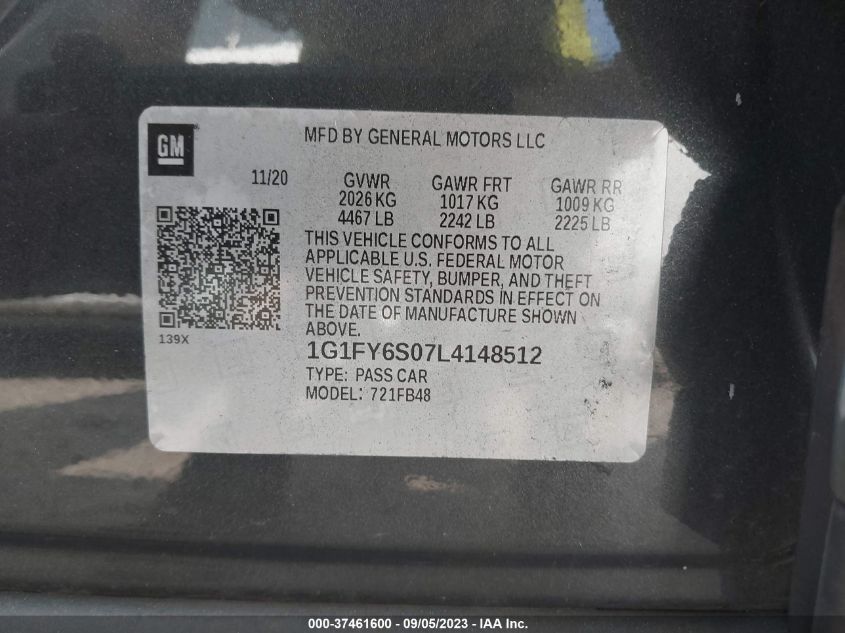 GM
MFD BY GENERAL MOTORS LLC
11/20
GVWR GAWR FRT GAWR RR
2026 KG 1017 KG 1009 KG
4467 LB 2242 LB 2225 LB
THIS VEHICLE CONFORMS TO ALL
APPLICABLE U.S. FEDERAL MOTOR
VEHICLE SAFETY, BUMPER, AND THEFT
PREVENTION STANDARDS IN EFFECT ON
THE DATE OF MANUFACTURE SHOWN
ABOVE.
139X
1G1FY6S07L4148512
TYPE: PASS CAR
MODEL: 721FB48
000-37461600 - 09/05/2023 - IAA Inc.